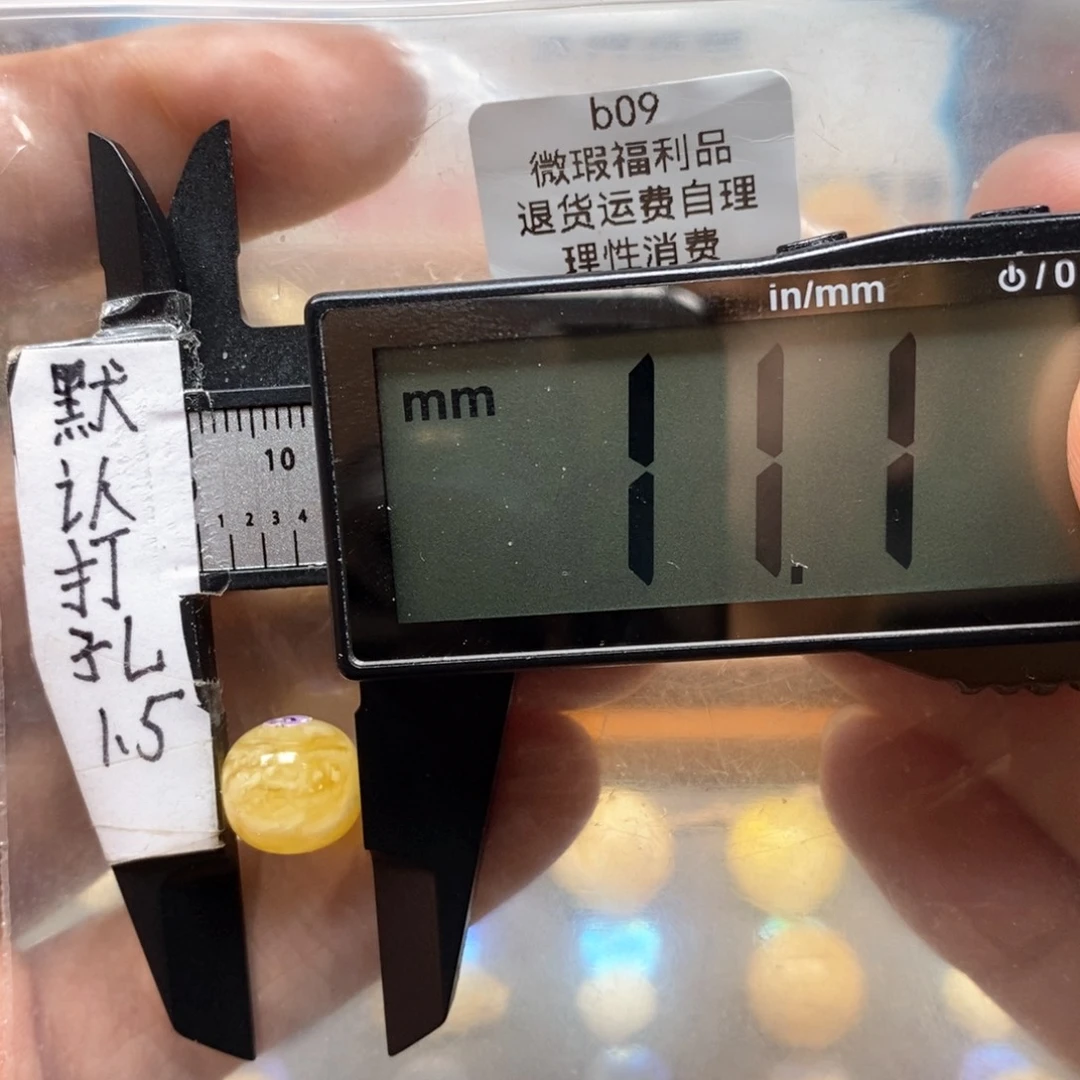 b09
微瑕福利品
退货运费自理
理性消费
in/mm
⏻/0
mm
11.1
10
1 2 3 4
默
认
打
孔
1.5